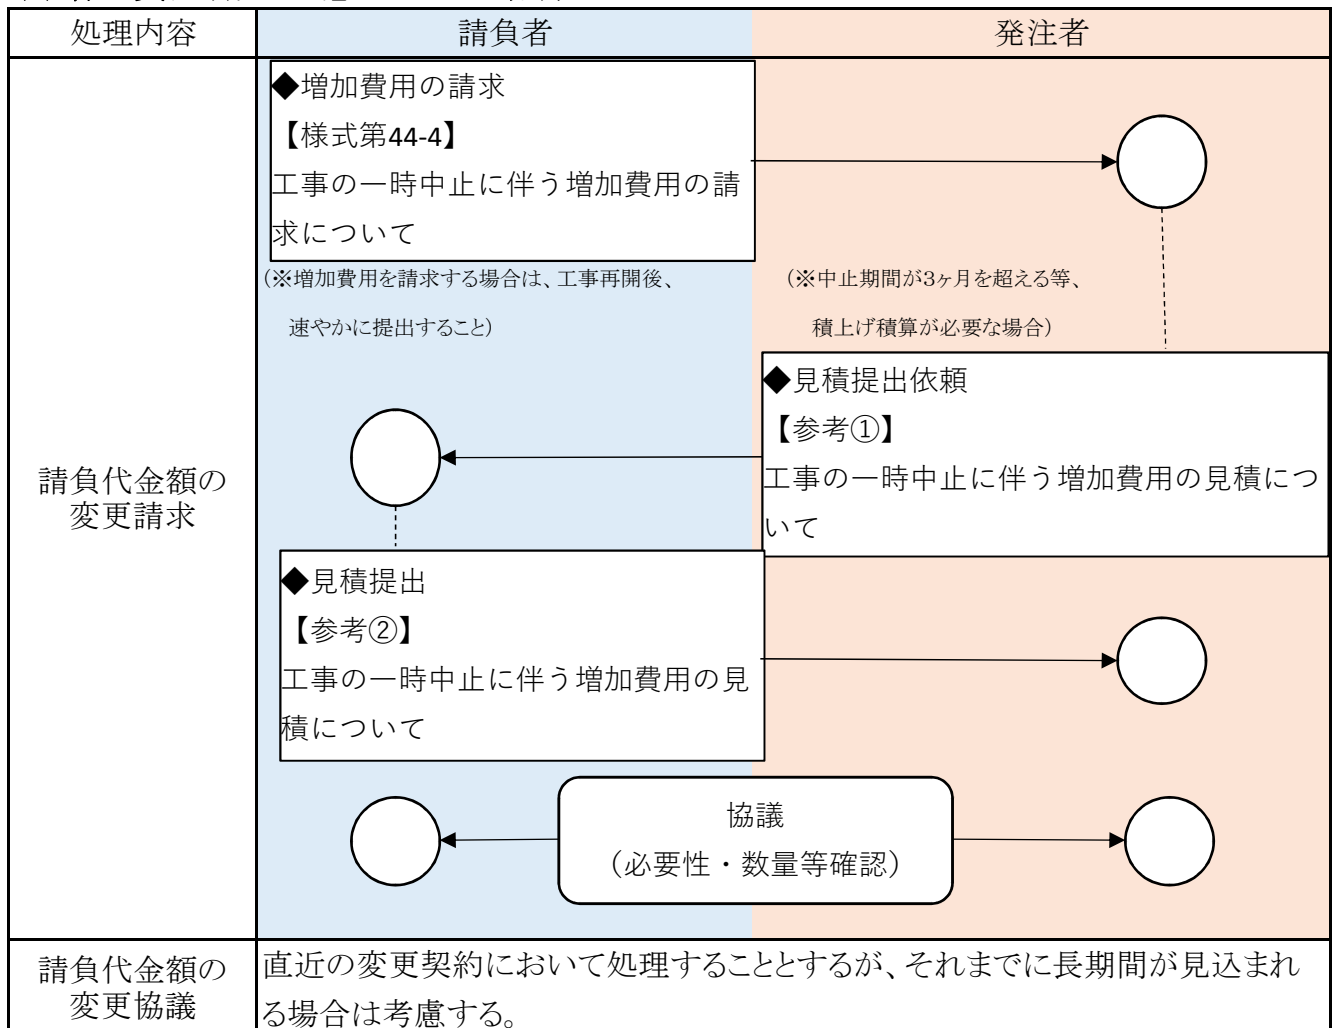 処理内容
請負者
発注者
◆増加費用の請求
【様式第44-4】
工事の一時中止に伴う増加費用の請
求について
(※増加費用を請求する場合は、工事再開後、
速やかに提出すること)
(※中止期間が3ヶ月を超える等、
積上げ積算が必要な場合)
◆見積提出依頼
【参考①】
工事の一時中止に伴う増加費用の見積につ
いて
請負代金額の
変更請求
◆見積提出
【参考②】
工事の一時中止に伴う増加費用の見
積について
協議
(必要性・数量等確認)
請負代金額の
変更協議
直近の変更契約において処理することとするが、それまでに長期間が見込まれ
る場合は考慮する。